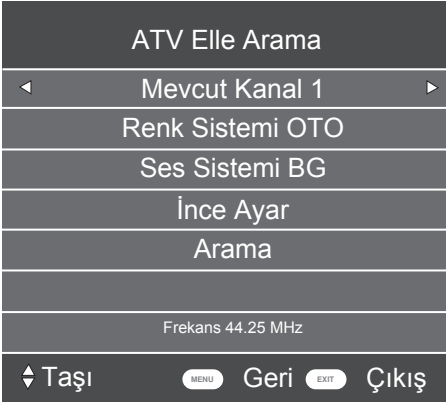 ATV Elle Arama
Mevcut Kanal 1
Renk Sistemi OTO
Ses Sistemi BG
İnce Ayar
Arama
Frekans 44.25 MHz
Taşı MENU Geri EXIT Çıkış